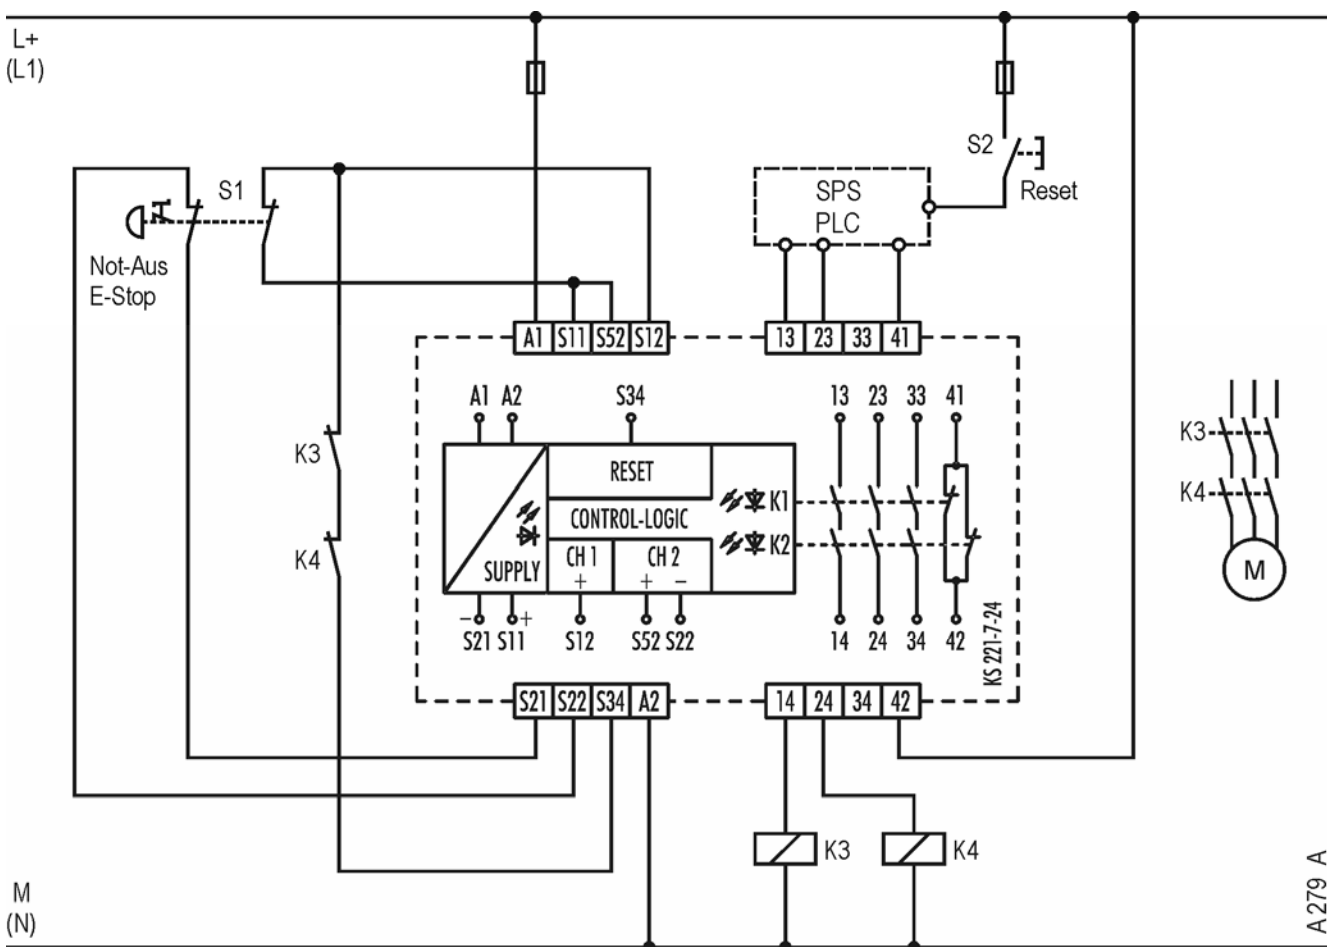 L+
(L1)
S1
Not-Aus
E-Stop
S2
Reset
SPS
PLC
A1 S11 S52 S12
13 23 33 41
A1 A2 S34 13 23 33 41
K3
K4
RESET
CONTROL-LOGIC
SUPPLY
CH 1
+
CH 2
+ −
K1
K2
− S21 S11 + S12 S52 S22 14 24 34 42
KS 221-7-24
K3
K4
M
S21 S22 S34 A2
14 24 34 42
K3
K4
M
(N)
A279 A